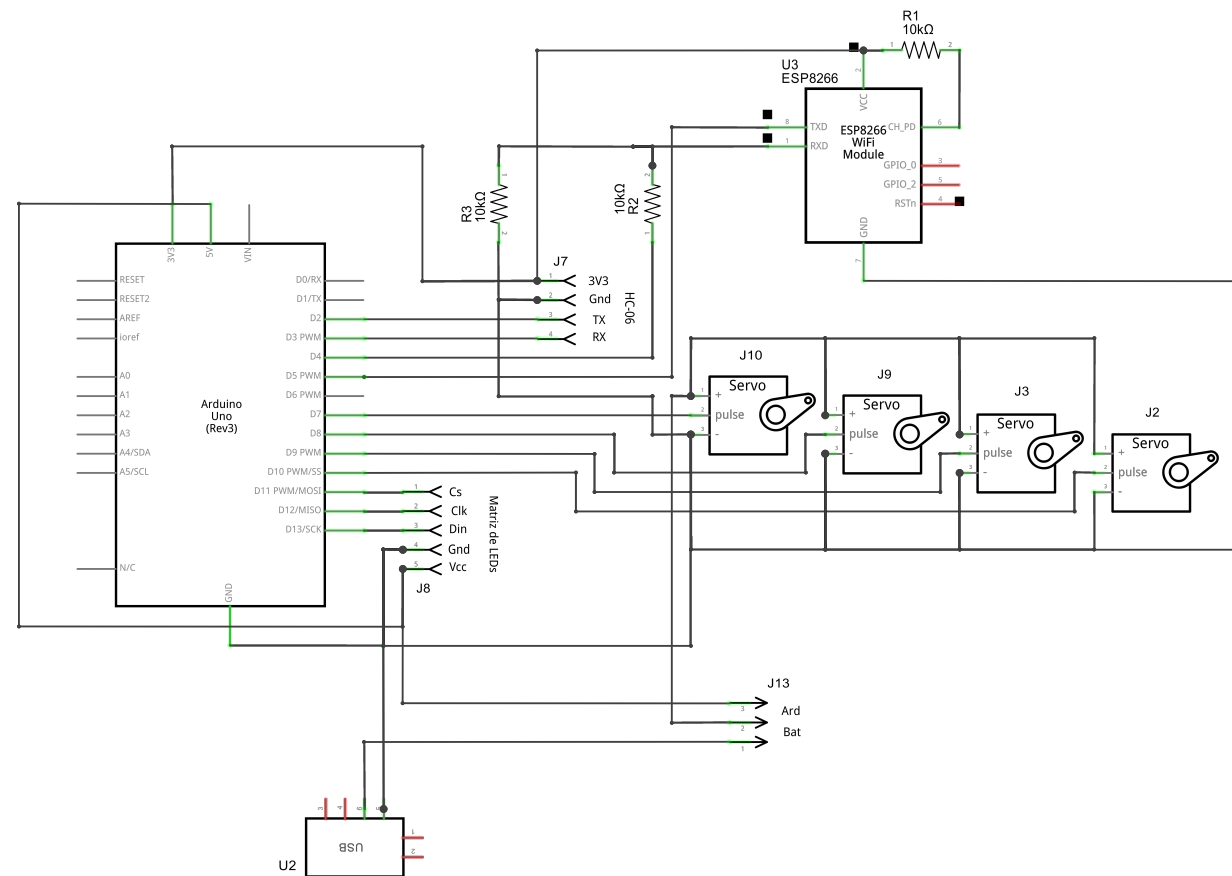 R1
10kΩ
1
2
U3
ESP8266
2
VCC
TXD
8
RXD
1
ESP8266
WiFi
Module
CH_PD
6
GPIO_0
3
GPIO_2
5
RSTn
4
GND
7
R3
10kΩ
1
2
10kΩ
R2
2
1
3V3
5V
VIN
RESET
RESET2
AREF
ioref
A0
A1
A2
A3
A4/SDA
A5/SCL
N/C
Arduino
Uno
(Rev3)
D0/RX
D1/TX
D2
D3 PWM
D4
D5 PWM
D6 PWM
D7
D8
D9 PWM
D10 PWM/SS
D11 PWM/MOSI
D12/MISO
D13/SCK
GND
J7
1 3V3
2 Gnd
3 TX
4 RX
HC-06
J10
Servo
1 +
2 pulse
3 -
J9
Servo
1 +
2 pulse
3 -
J3
Servo
1 +
2 pulse
3 -
J2
Servo
1 +
2 pulse
3 -
1 Cs
2 Clk
3 Din
4 Gnd
5 Vcc
J8
Matriz de LEDs
J13
3
Ard
2
Bat
1
3
4
6
USB
1
2
U2